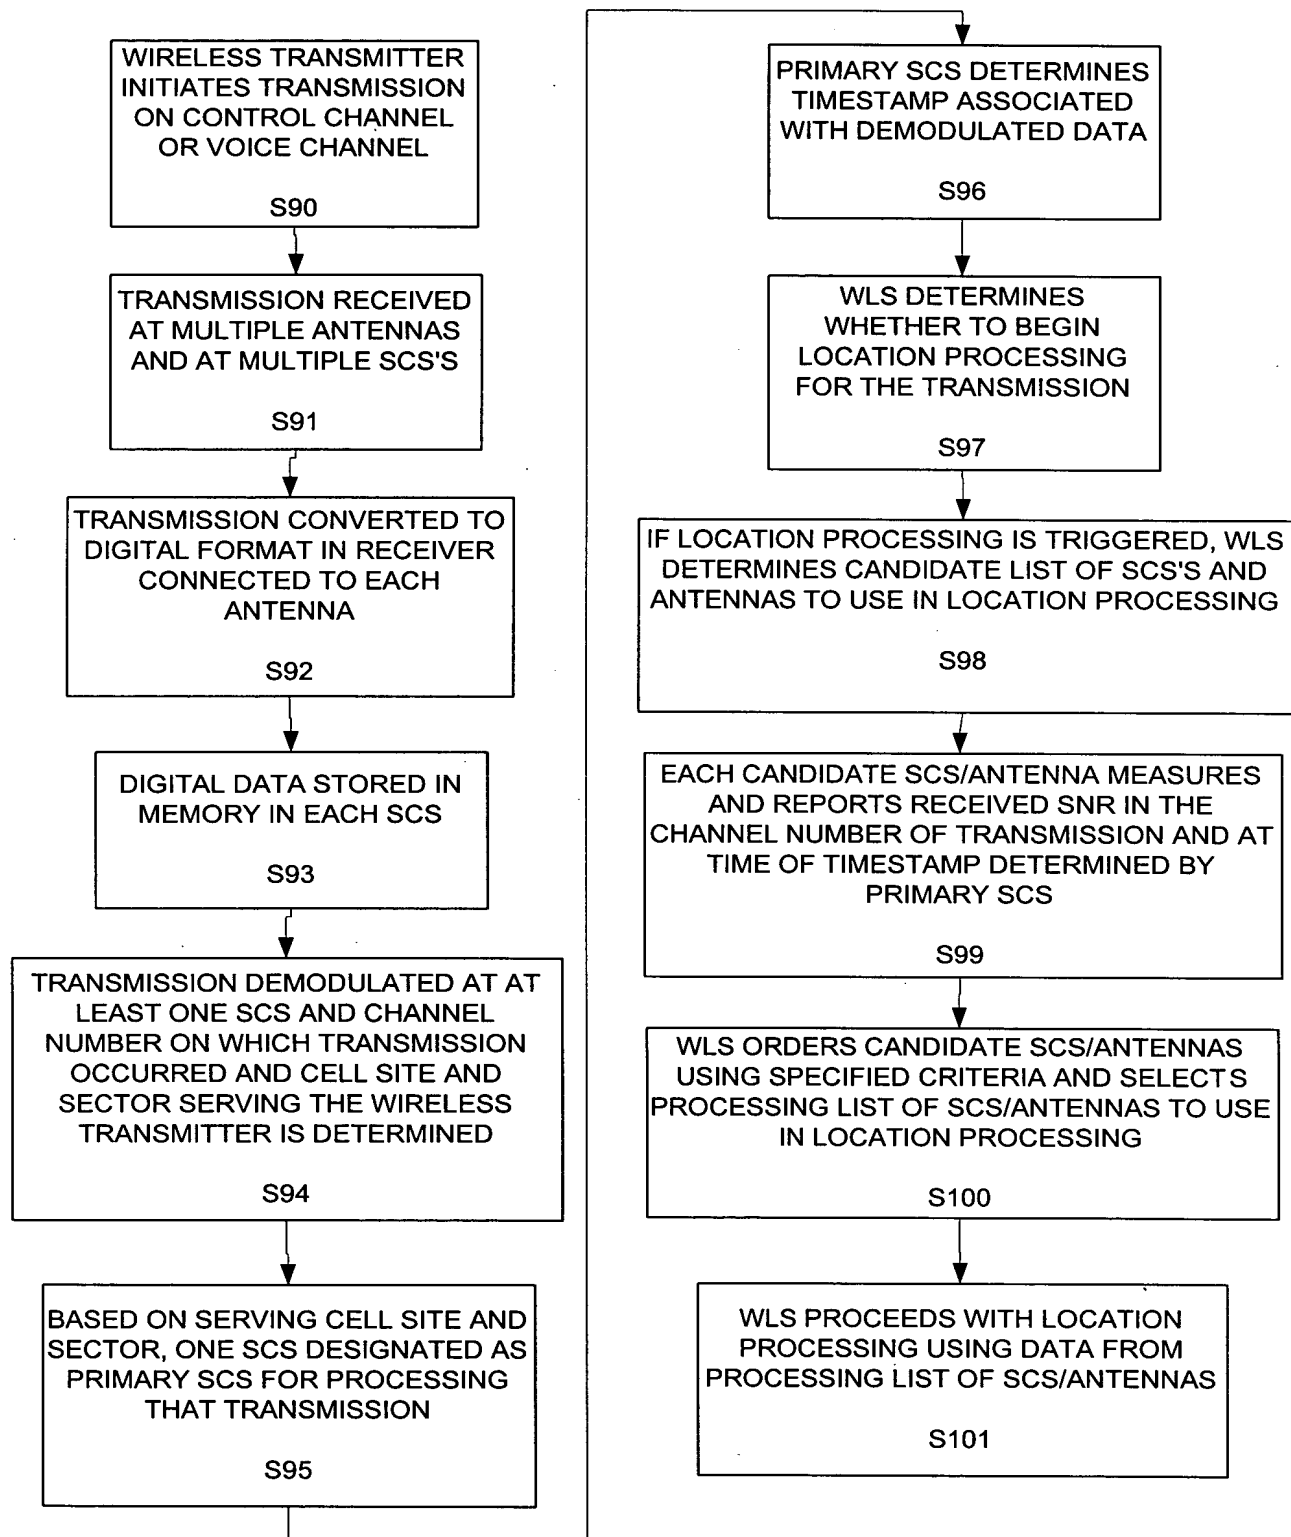 WIRELESS TRANSMITTER
INITIATES TRANSMISSION
ON CONTROL CHANNEL
OR VOICE CHANNEL
S90
TRANSMISSION RECEIVED
AT MULTIPLE ANTENNAS
AND AT MULTIPLE SCS'S
S91
TRANSMISSION CONVERTED TO
DIGITAL FORMAT IN RECEIVER
CONNECTED TO EACH
ANTENNA
S92
DIGITAL DATA STORED IN
MEMORY IN EACH SCS
S93
TRANSMISSION DEMODULATED AT AT
LEAST ONE SCS AND CHANNEL
NUMBER ON WHICH TRANSMISSION
OCCURRED AND CELL SITE AND
SECTOR SERVING THE WIRELESS
TRANSMITTER IS DETERMINED
S94
BASED ON SERVING CELL SITE AND
SECTOR, ONE SCS DESIGNATED AS
PRIMARY SCS FOR PROCESSING
THAT TRANSMISSION
S95
PRIMARY SCS DETERMINES
TIMESTAMP ASSOCIATED
WITH DEMODULATED DATA
S96
WLS DETERMINES
WHETHER TO BEGIN
LOCATION PROCESSING
FOR THE TRANSMISSION
S97
IF LOCATION PROCESSING IS TRIGGERED, WLS
DETERMINES CANDIDATE LIST OF SCS'S AND
ANTENNAS TO USE IN LOCATION PROCESSING
S98
EACH CANDIDATE SCS/ANTENNA MEASURES
AND REPORTS RECEIVED SNR IN THE
CHANNEL NUMBER OF TRANSMISSION AND AT
TIME OF TIMESTAMP DETERMINED BY
PRIMARY SCS
S99
WLS ORDERS CANDIDATE SCS/ANTENNAS
USING SPECIFIED CRITERIA AND SELECTS
PROCESSING LIST OF SCS/ANTENNAS TO USE
IN LOCATION PROCESSING
S100
WLS PROCEEDS WITH LOCATION
PROCESSING USING DATA FROM
PROCESSING LIST OF SCS/ANTENNAS
S101